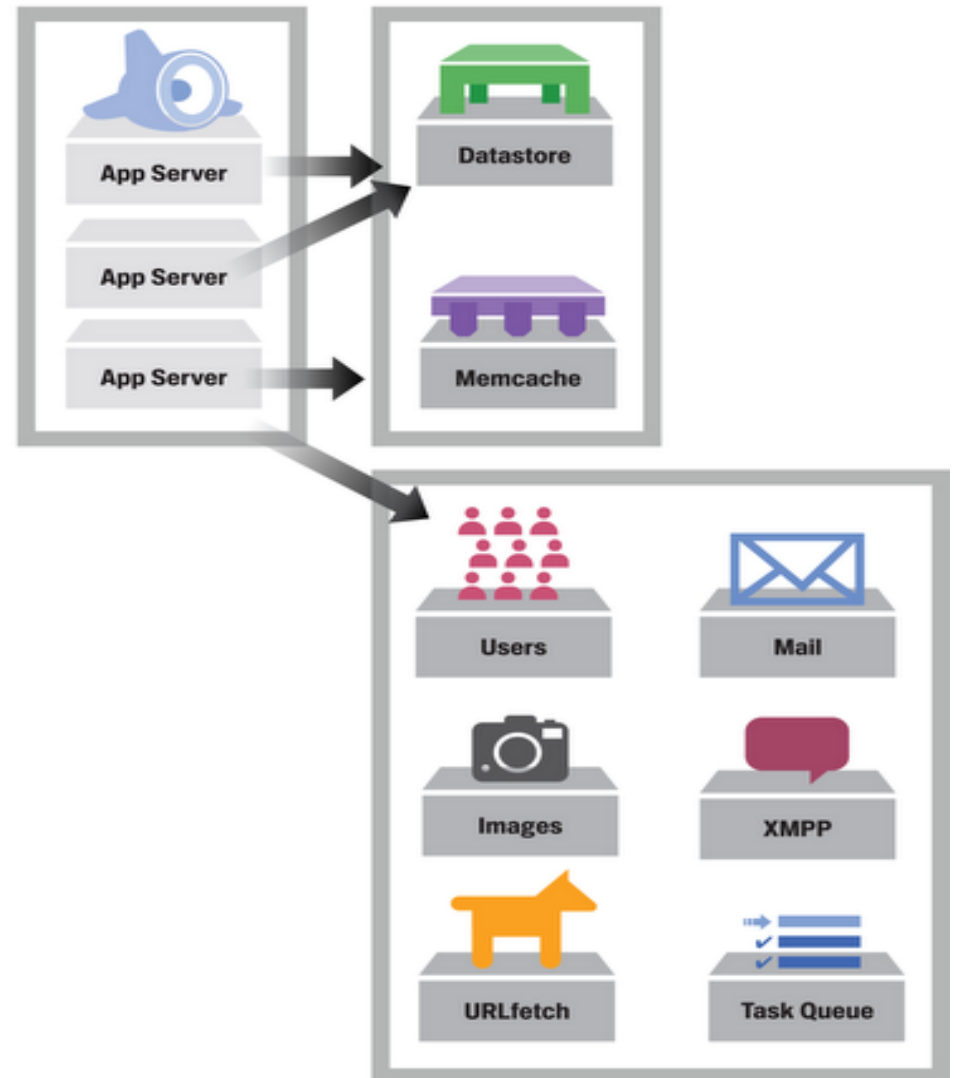 App Server
App Server
App Server
Datastore
Memcache
Users
Mail
Images
XMPP
URLfetch
Task Queue